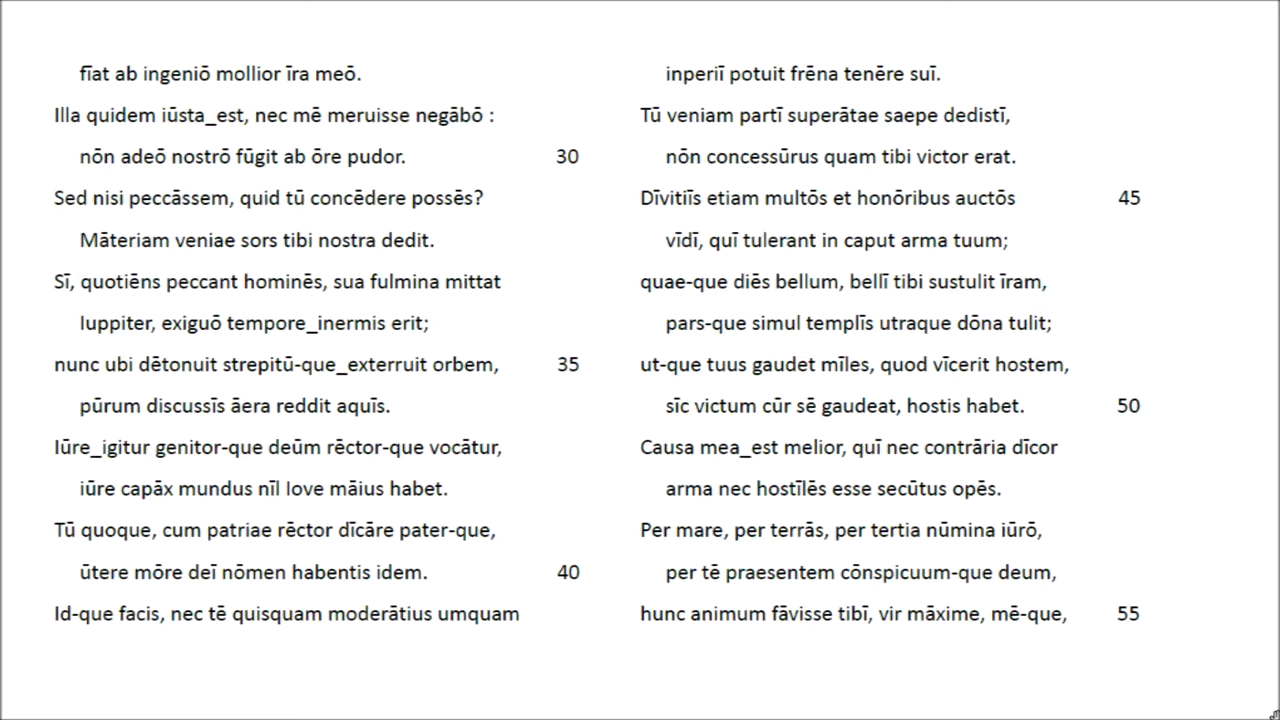 fīat ab ingeniō mollior īra meō.
Illa quidem iūsta_est, nec mē meruisse negābō :
nōn adeō nostrō fūgit ab ōre pudor. 30
Sed nisi peccāssem, quid tū concēdere possēs?
Māteriam veniae sors tibi nostra dedit.
Sī, quotiēns peccant hominēs, sua fulmina mittat
Iuppiter, exiguō tempore_inermis erit;
nunc ubi dētonuit strepitū-que_exterruit orbem, 35
pūrum discussīs āera reddit aquīs.
Iūre_igitur genitor-que deūm rēctor-que vocātur,
iūre capāx mundus nīl Iove māius habet.
Tū quoque, cum patriae rēctor dīcāre pater-que,
ūtere mōre deī nōmen habentis idem. 40
Id-que facis, nec tē quisquam moderātius umquam
inperiī potuit frēna tenēre suī.
Tū veniam partī superātae saepe dedistī,
nōn concessūrus quam tibi victor erat.
Dīvitiīs etiam multōs et honōribus auctōs 45
vīdī, quī tulerant in caput arma tuum;
quae-que diēs bellum, bellī tibi sustulit īram,
pars-que simul templīs utraque dōna tulit;
ut-que tuus gaudet mīles, quod vīcerit hostem,
sīc victum cūr sē gaudeat, hostis habet. 50
Causa mea_est melior, quī nec contrāria dīcor
arma nec hostīlēs esse secūtus opēs.
Per mare, per terrās, per tertia nūmina iūrō,
per tē praesentem cōnspicuum-que deum,
hunc animum fāvisse tibī, vir māxime, mē-que, 55